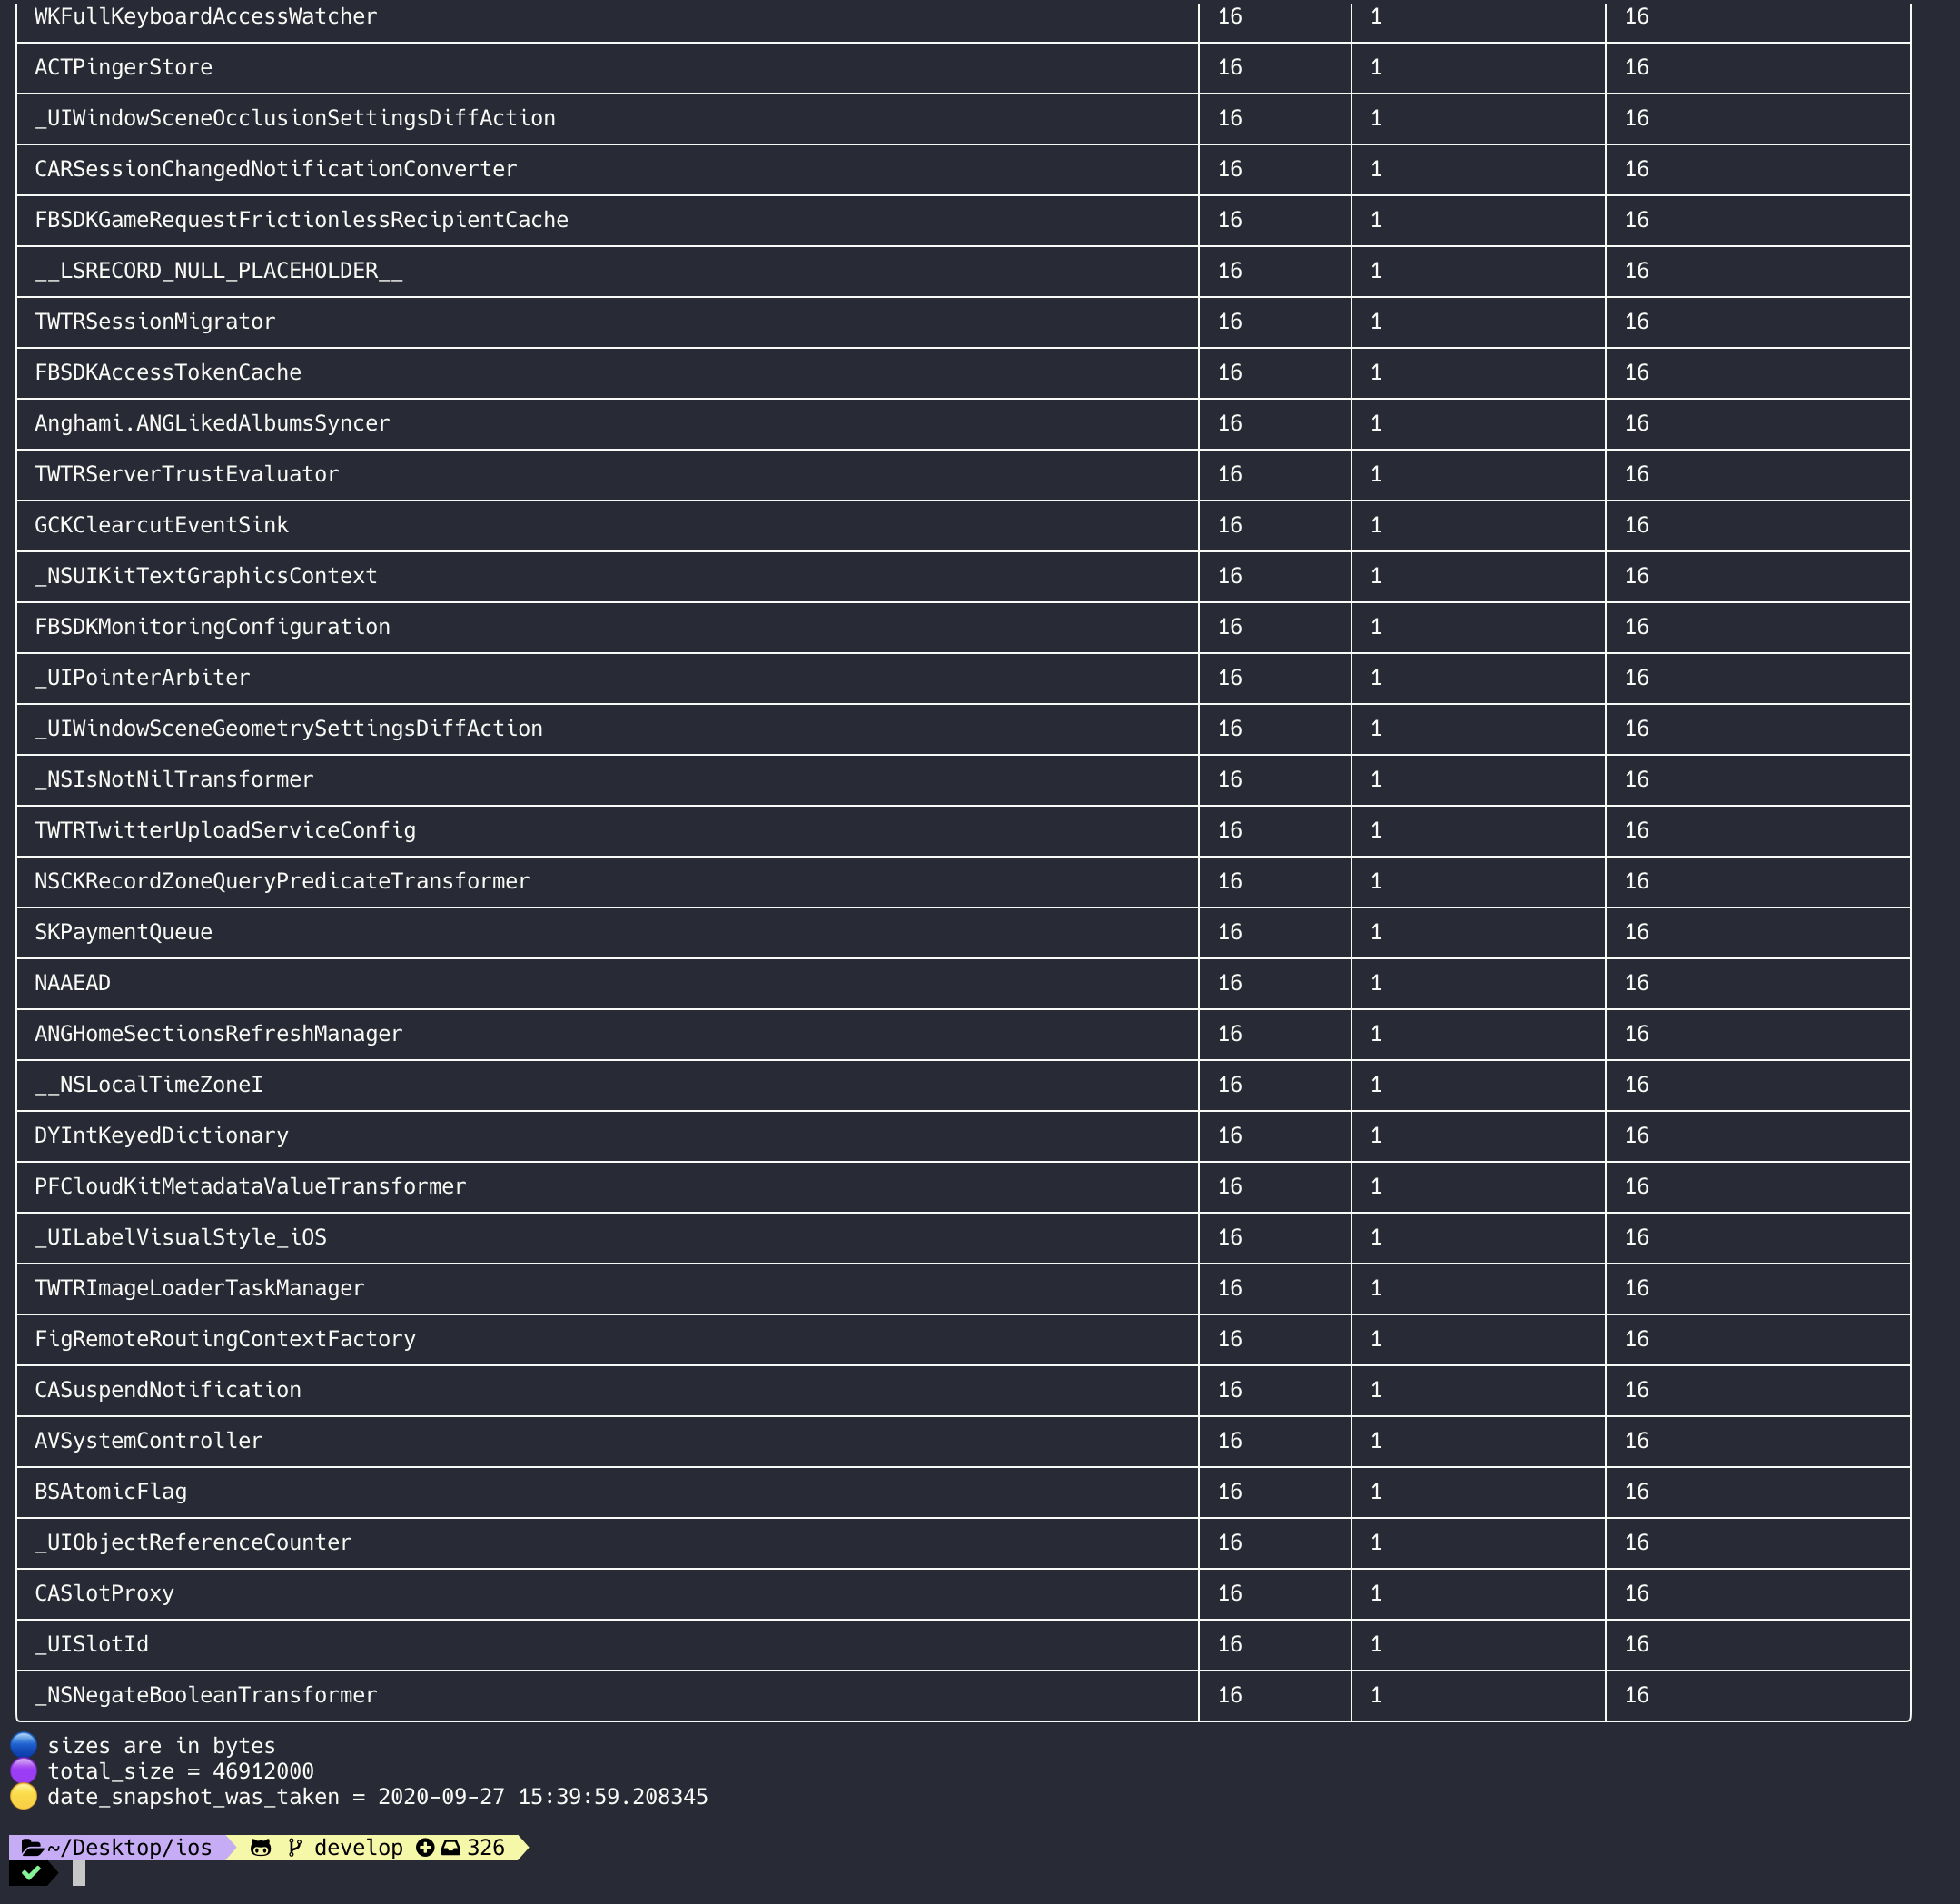 WKFullKeyboardAccessWatcher 16 1 16
ACTPingerStore 16 1 16
_UIWindowSceneOcclusionSettingsDiffAction 16 1 16
CARSessionChangedNotificationConverter 16 1 16
FBSDKGameRequestFrictionlessRecipientCache 16 1 16
__LSRECORD_NULL_PLACEHOLDER__ 16 1 16
TWTRSessionMigrator 16 1 16
FBSDKAccessTokenCache 16 1 16
Anghami.ANGLikedAlbumsSyncer 16 1 16
TWTRServerTrustEvaluator 16 1 16
GCKClearcutEventSink 16 1 16
_NSUIKitTextGraphicsContext 16 1 16
FBSDKMonitoringConfiguration 16 1 16
_UIPointerArbiter 16 1 16
_UIWindowSceneGeometrySettingsDiffAction 16 1 16
_NSIsNotNilTransformer 16 1 16
TWTRTwitterUploadServiceConfig 16 1 16
NSCKRecordZoneQueryPredicateTransformer 16 1 16
SKPaymentQueue 16 1 16
NAAEAD 16 1 16
ANGHomeSectionsRefreshManager 16 1 16
__NSLocalTimeZoneI 16 1 16
DYIntKeyedDictionary 16 1 16
PFCloudKitMetadataValueTransformer 16 1 16
_UILabelVisualStyle_iOS 16 1 16
TWTRImageLoaderTaskManager 16 1 16
FigRemoteRoutingContextFactory 16 1 16
CASuspendNotification 16 1 16
AVSystemController 16 1 16
BSAtomicFlag 16 1 16
_UIObjectReferenceCounter 16 1 16
CASlotProxy 16 1 16
_UISlotId 16 1 16
_NSNegateBooleanTransformer 16 1 16
sizes are in bytes
total_size = 46912000
date_snapshot_was_taken = 2020-09-27 15:39:59.208345
~/Desktop/ios develop 326